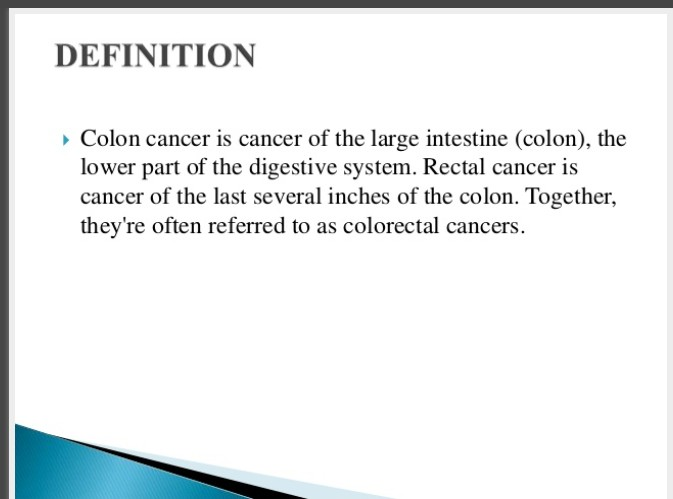 DEFINITION
Colon cancer is cancer of the large intestine (colon), the
lower part of the digestive system. Rectal cancer is
cancer of the last several inches of the colon. Together,
they're often referred to as colorectal cancers.